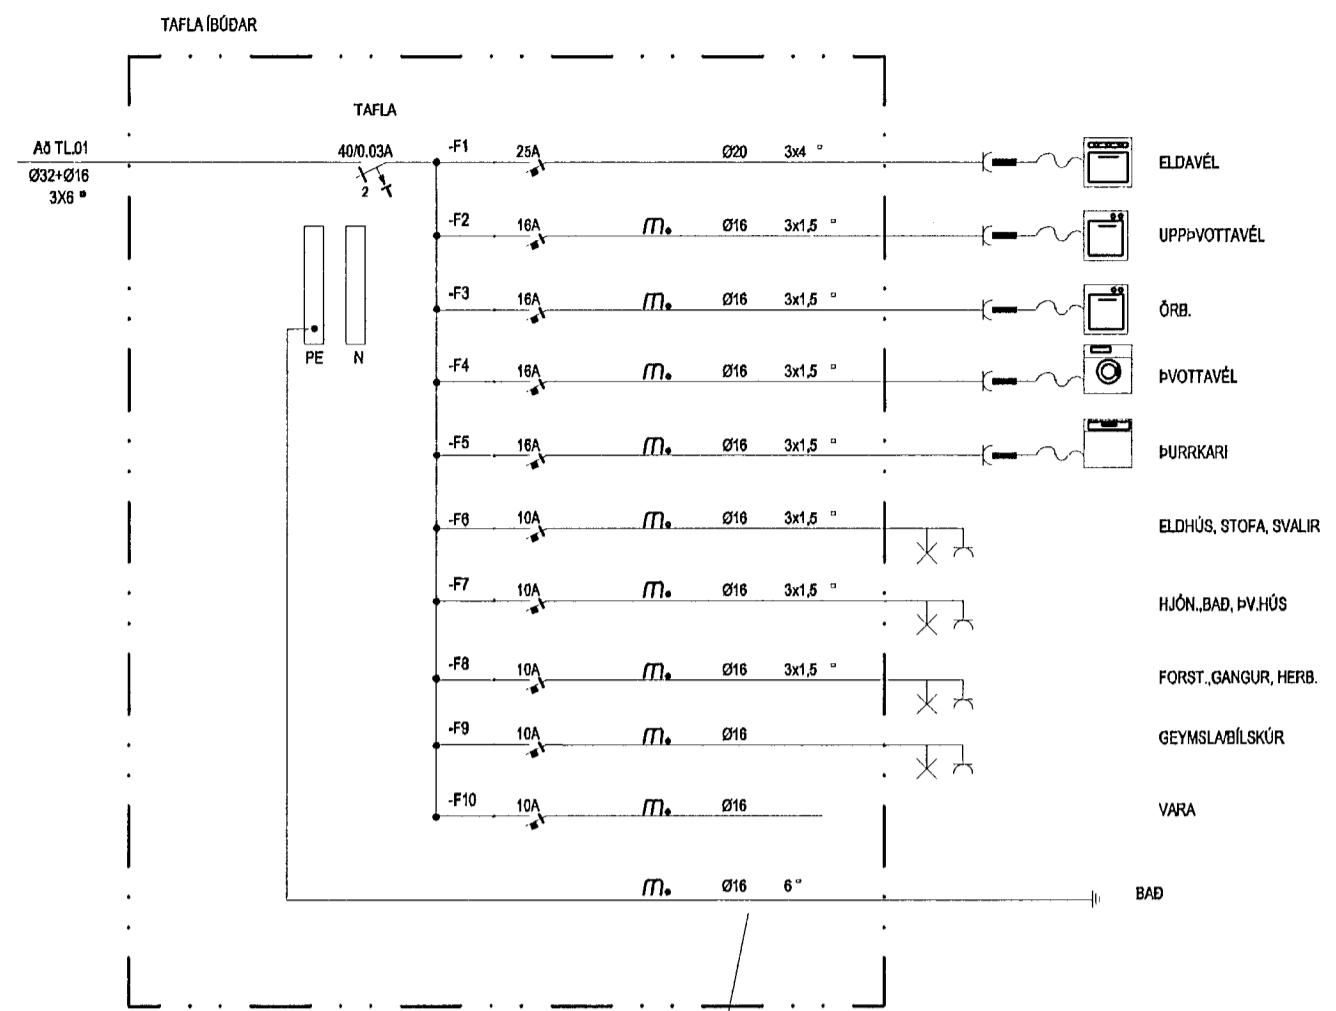 TAFLA ÍBÚÐAR
TAFLA
Að TL.01
Ø32+Ø16
3X6 ▫
40/0.03A
2
PE N
-F1 25A Ø20 3x4 ▫ ELDAVÉL
-F2 16A m. Ø16 3x1,5 ▫ UPPÞVOTTAVÉL
-F3 16A m. Ø16 3x1,5 ▫ ÖRB.
-F4 16A m. Ø16 3x1,5 ▫ ÞVOTTAVÉL
-F5 16A m. Ø16 3x1,5 ▫ ÞURRKARI
-F6 10A m. Ø16 3x1,5 ▫ ELDHÚS, STOFA, SVALIR
-F7 10A m. Ø16 3x1,5 ▫ HJÓN.,BAÐ, ÞV.HÚS
-F8 10A m. Ø16 3x1,5 ▫ FORST.,GANGUR, HERB.
-F9 10A m. Ø16 GEYMSLA/BÍLSKÚR
-F10 10A m. Ø16 VARA
m. Ø16 6 ▫ BAÐ